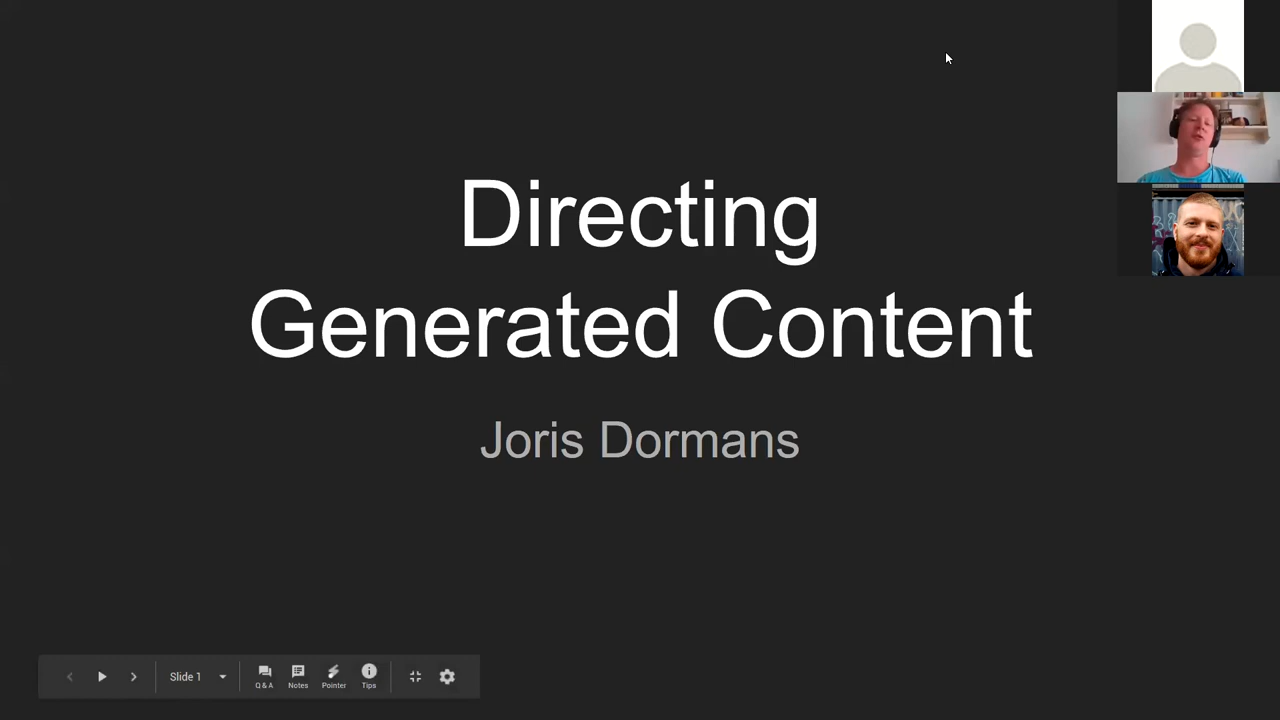 Directing
Generated Content
Joris Dormans
Slide 1
Q & A
Notes
Pointer
Tips